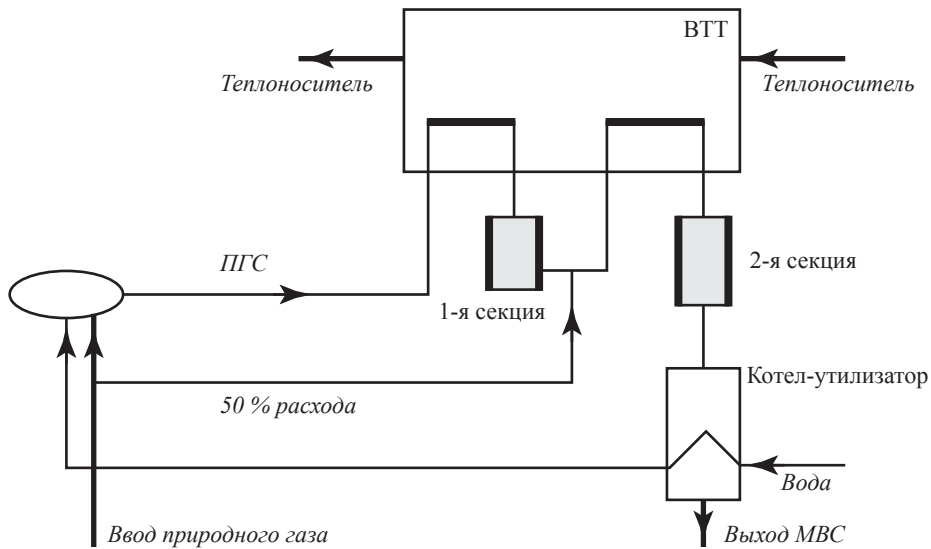 ВТТ
Теплоноситель
Теплоноситель
ПГС
2-я секция
1-я секция
Котел-утилизатор
50 % расхода
Вода
Ввод природного газа
Выход МВС